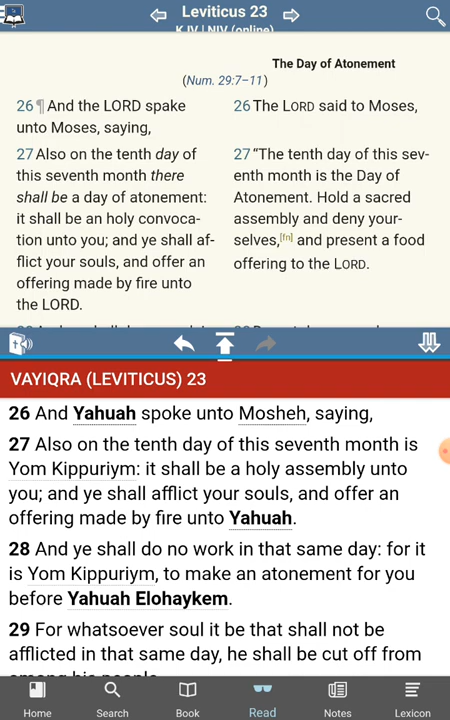 Leviticus 23
KJV | NIV (online)
The Day of Atonement
(Num. 29:7–11)
26 ¶ And the LORD spake
unto Moses, saying,
27 Also on the tenth day of
this seventh month there
shall be a day of atonement:
it shall be an holy convoca-
tion unto you; and ye shall af-
flict your souls, and offer an
offering made by fire unto
the LORD.
26 The LORD said to Moses,
27 “The tenth day of this sev-
enth month is the Day of
Atonement. Hold a sacred
assembly and deny your-
selves,[fn] and present a food
offering to the LORD.
VAYIQRA (LEVITICUS) 23
26 And Yahuah spoke unto Mosheh, saying,
27 Also on the tenth day of this seventh month is
Yom Kippuriym: it shall be a holy assembly unto
you; and ye shall afflict your souls, and offer an
offering made by fire unto Yahuah.
28 And ye shall do no work in that same day: for it
is Yom Kippuriym, to make an atonement for you
before Yahuah Elohaykem.
29 For whatsoever soul it be that shall not be
afflicted in that same day, he shall be cut off from
among his people.
Home Search Book Read Notes Lexicon